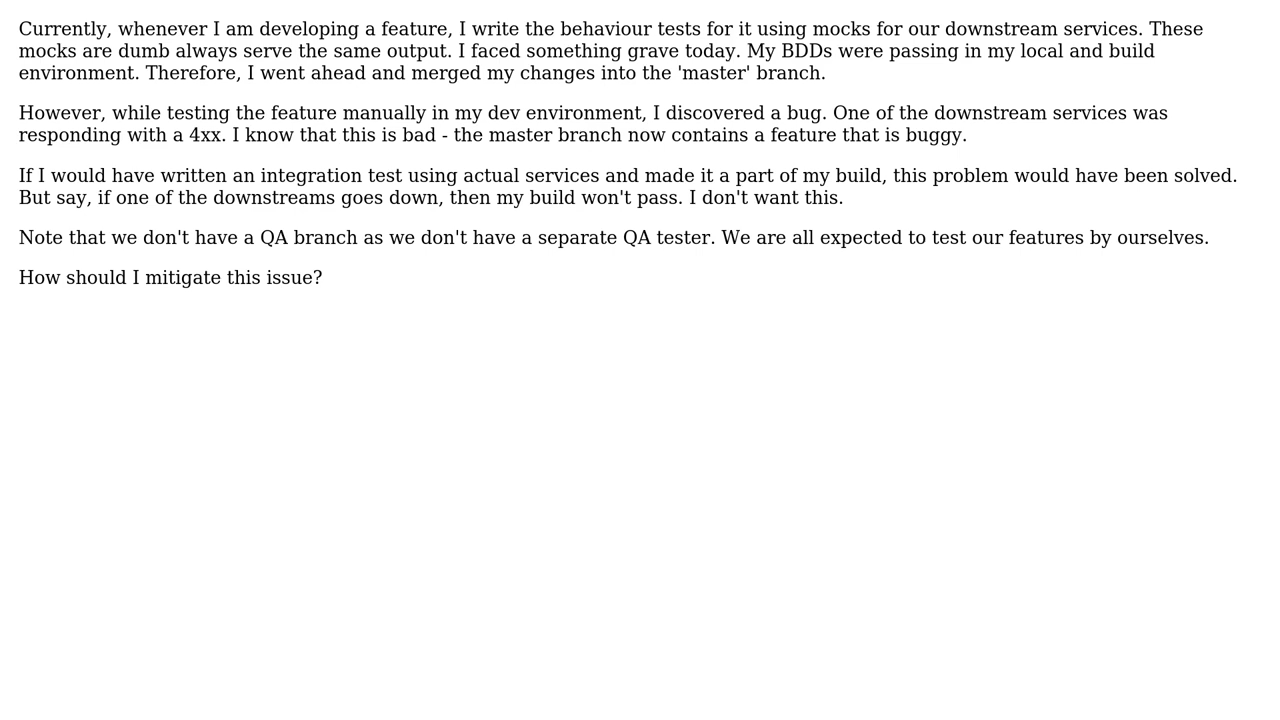 Currently, whenever I am developing a feature, I write the behaviour tests for it using mocks for our downstream services. These
mocks are dumb always serve the same output. I faced something grave today. My BDDs were passing in my local and build
environment. Therefore, I went ahead and merged my changes into the 'master' branch.
However, while testing the feature manually in my dev environment, I discovered a bug. One of the downstream services was
responding with a 4xx. I know that this is bad - the master branch now contains a feature that is buggy.
If I would have written an integration test using actual services and made it a part of my build, this problem would have been solved.
But say, if one of the downstreams goes down, then my build won't pass. I don't want this.
Note that we don't have a QA branch as we don't have a separate QA tester. We are all expected to test our features by ourselves.
How should I mitigate this issue?